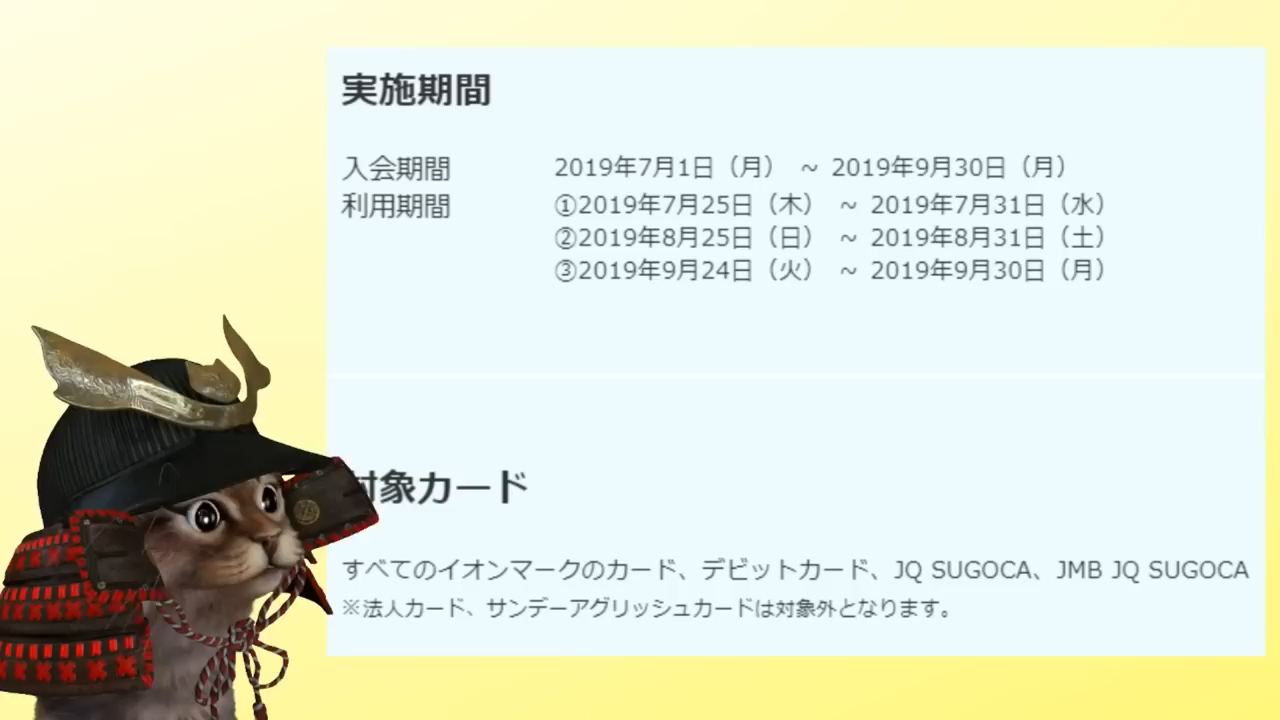 実施期間
入会期間 2019年7月1日（月） ~ 2019年9月30日（月）
利用期間 ①2019年7月25日（木） ~ 2019年7月31日（水）
②2019年8月25日（日） ~ 2019年8月31日（土）
③2019年9月24日（火） ~ 2019年9月30日（月）
対象カード
すべてのイオンマークのカード、デビットカード、JQ SUGOCA、JMB JQ SUGOCA
※法人カード、サンデーアグリッシュカードは対象外となります。